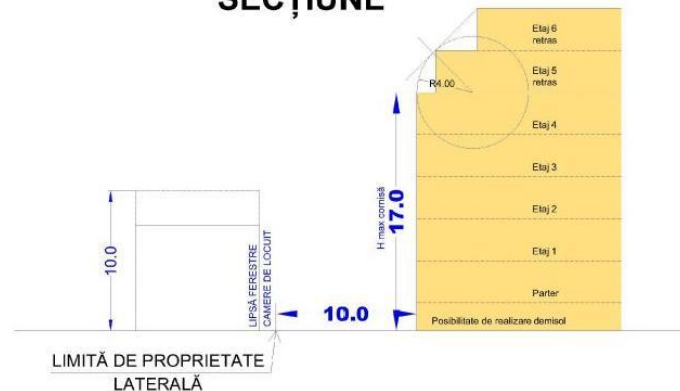 SECȚIUNE
Etaj 6
retras
Etaj 5
retras
R4.00
Etaj 4
Etaj 3
Etaj 2
Etaj 1
Parter
Posibilitate de realizare demisol
H max cornisă
17.0
10.0
LIPSĂ FERESTRE
CAMERE DE LOCUIT
10.0
LIMITĂ DE PROPRIETATE
LATERALĂ